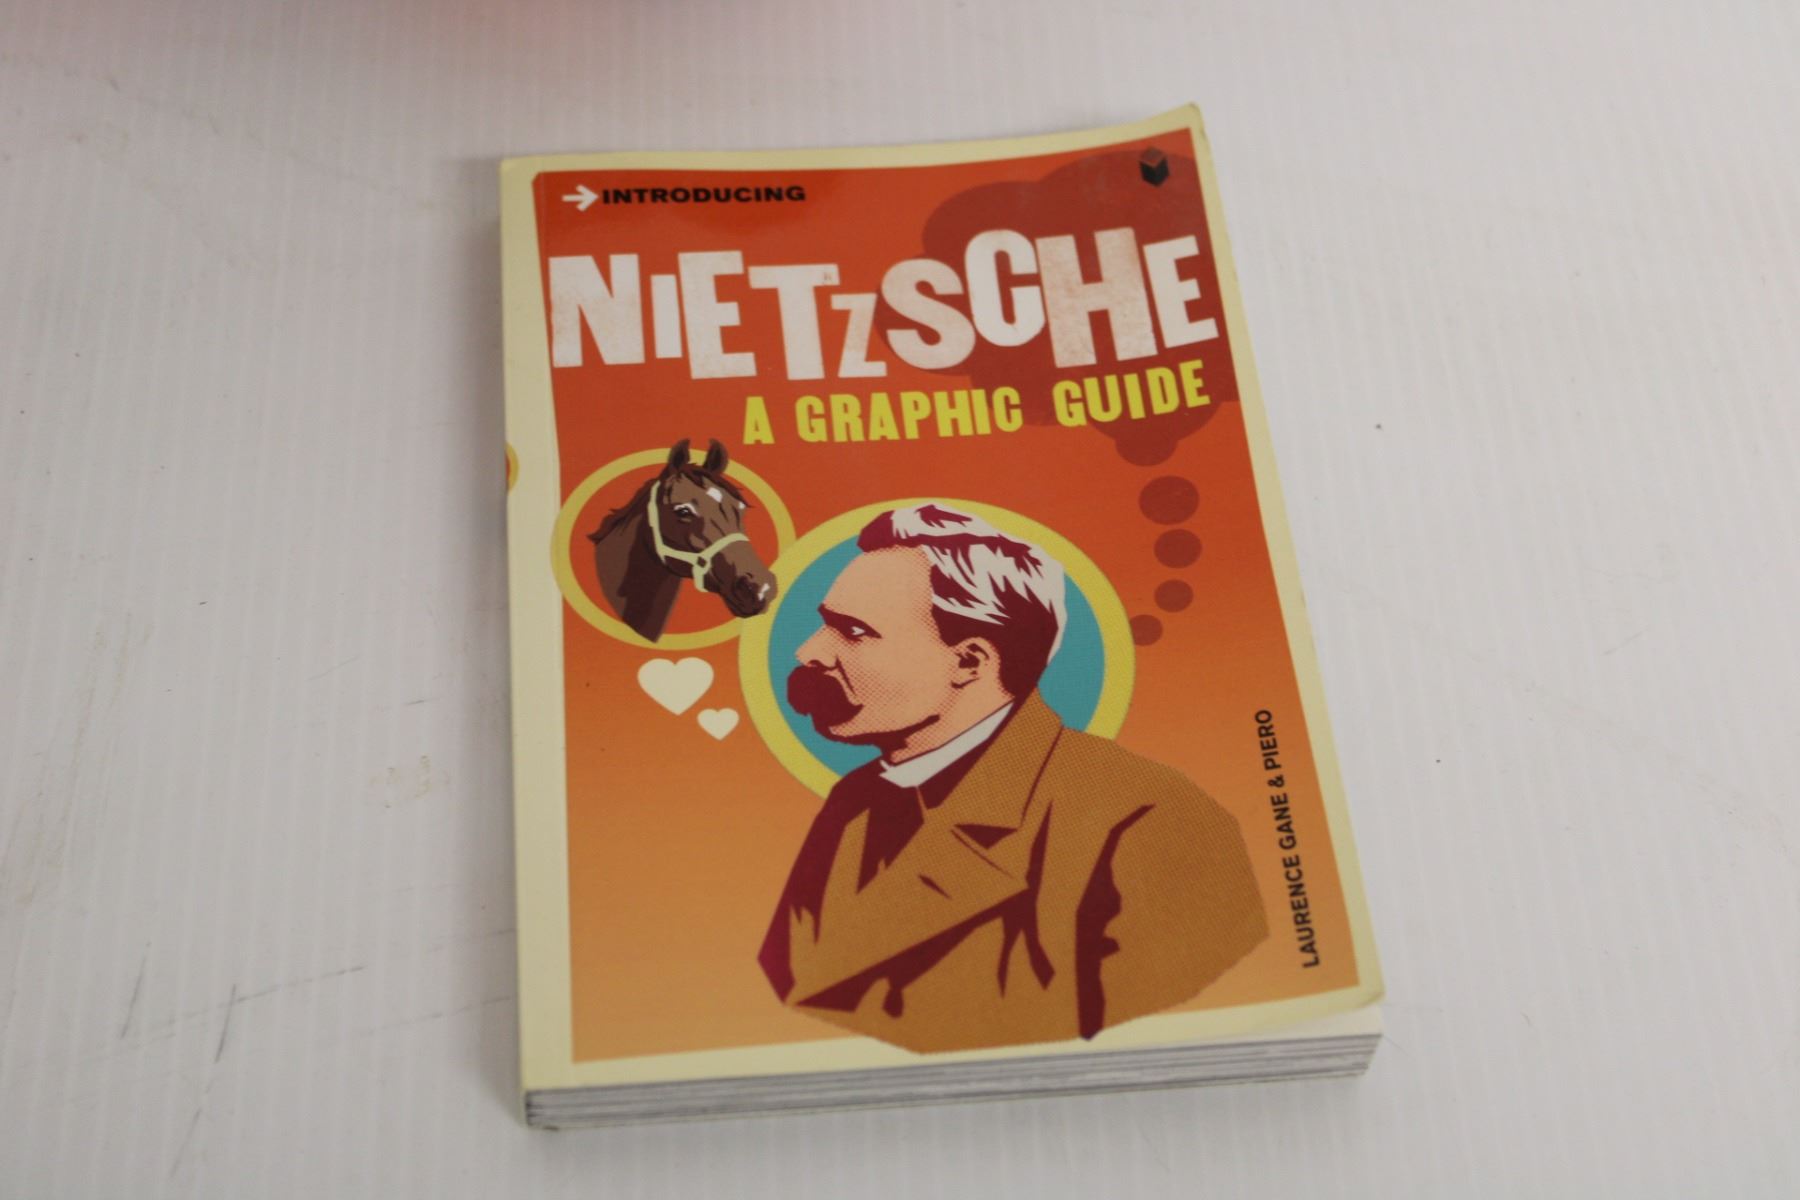 INTRODUCING
NIETZSCHE
A GRAPHIC GUIDE
LAURENCE GANE & PIERO